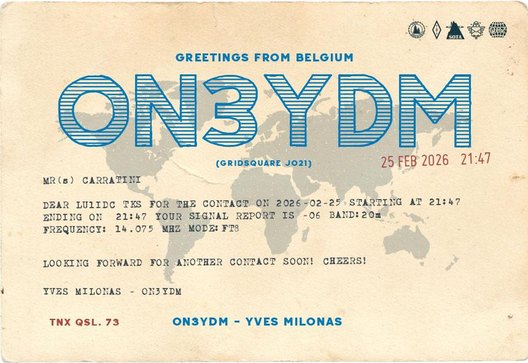 SOTA
GREETINGS FROM BELGIUM
ON3YDM
(GRIDSQUARE JO21)
25 FEB 2026 21:47
MR(s) CARRATINI
DEAR LU1IDC TKS FOR THE CONTACT ON 2026-02-25 STARTING AT 21:47
ENDING ON 21:47 YOUR SIGNAL REPORT IS -06 BAND:20m
FREQUENCY: 14.075 MHZ MODE:FT8
LOOKING FORWARD FOR ANOTHER CONTACT SOON! CHEERS!
YVES MILONAS - ON3YDM
TNX QSL. 73
ON3YDM - YVES MILONAS